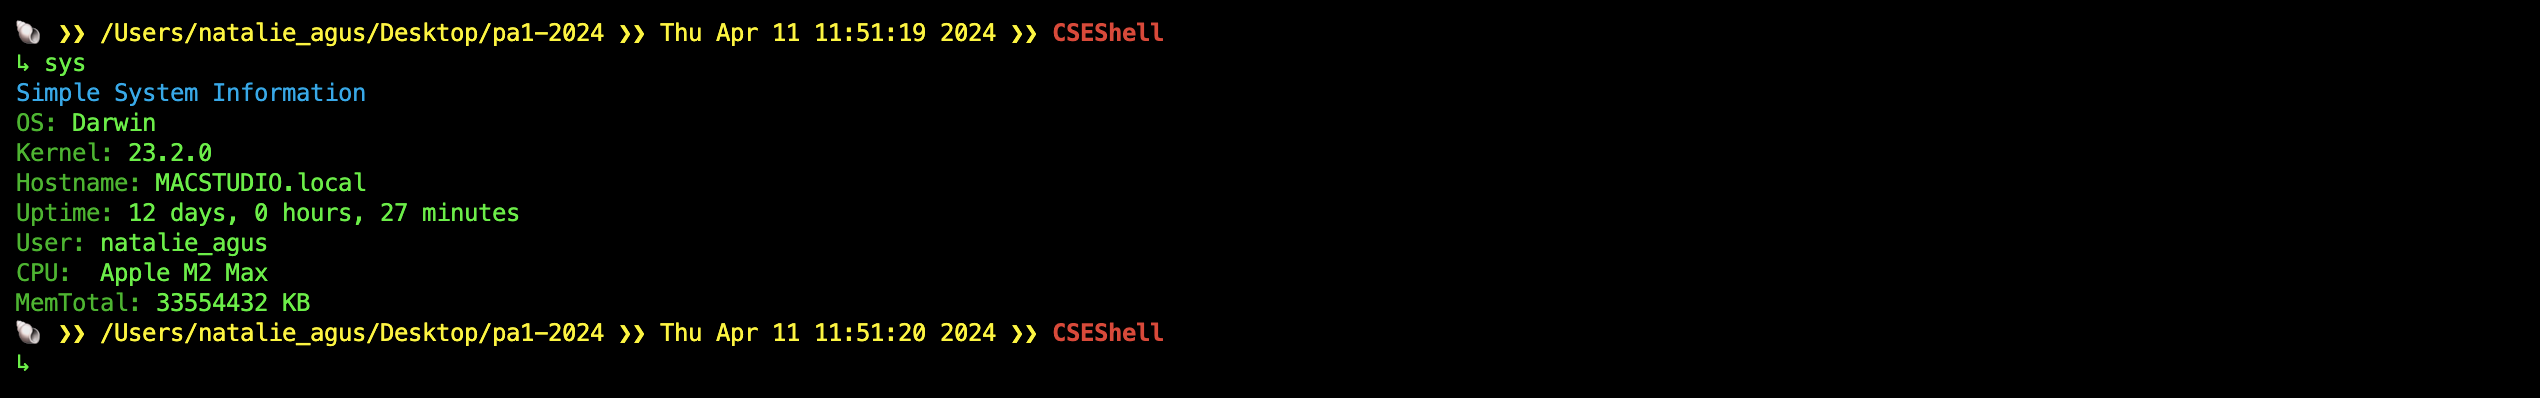 🐚 ❯❯ /Users/natalie_agus/Desktop/pa1-2024 ❯❯ Thu Apr 11 11:51:19 2024 ❯❯ CSEShell
↳ sys
Simple System Information
OS: Darwin
Kernel: 23.2.0
Hostname: MACSTUDIO.local
Uptime: 12 days, 0 hours, 27 minutes
User: natalie_agus
CPU:  Apple M2 Max
MemTotal: 33554432 KB
🐚 ❯❯ /Users/natalie_agus/Desktop/pa1-2024 ❯❯ Thu Apr 11 11:51:20 2024 ❯❯ CSEShell
↳